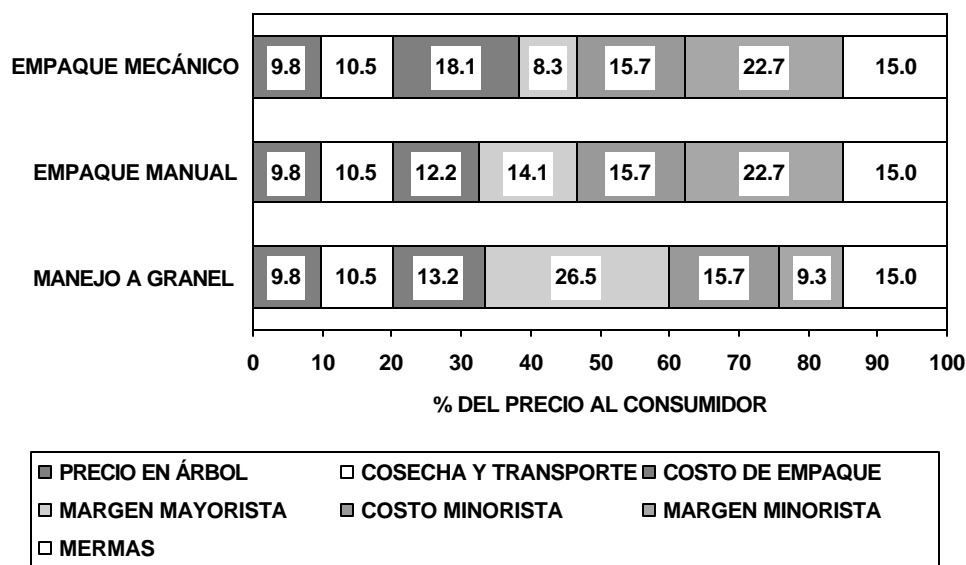 EMPAQUE MECÁNICO 9.8 10.5 18.1 8.3 15.7 22.7 15.0
EMPAQUE MANUAL 9.8 10.5 12.2 14.1 15.7 22.7 15.0
MANEJO A GRANEL 9.8 10.5 13.2 26.5 15.7 9.3 15.0
0 10 20 30 40 50 60 70 80 90 100
% DEL PRECIO AL CONSUMIDOR
PRECIO EN ÁRBOL COSECHA Y TRANSPORTE COSTO DE EMPAQUE
MARGEN MAYORISTA COSTO MINORISTA MARGEN MINORISTA
MERMAS